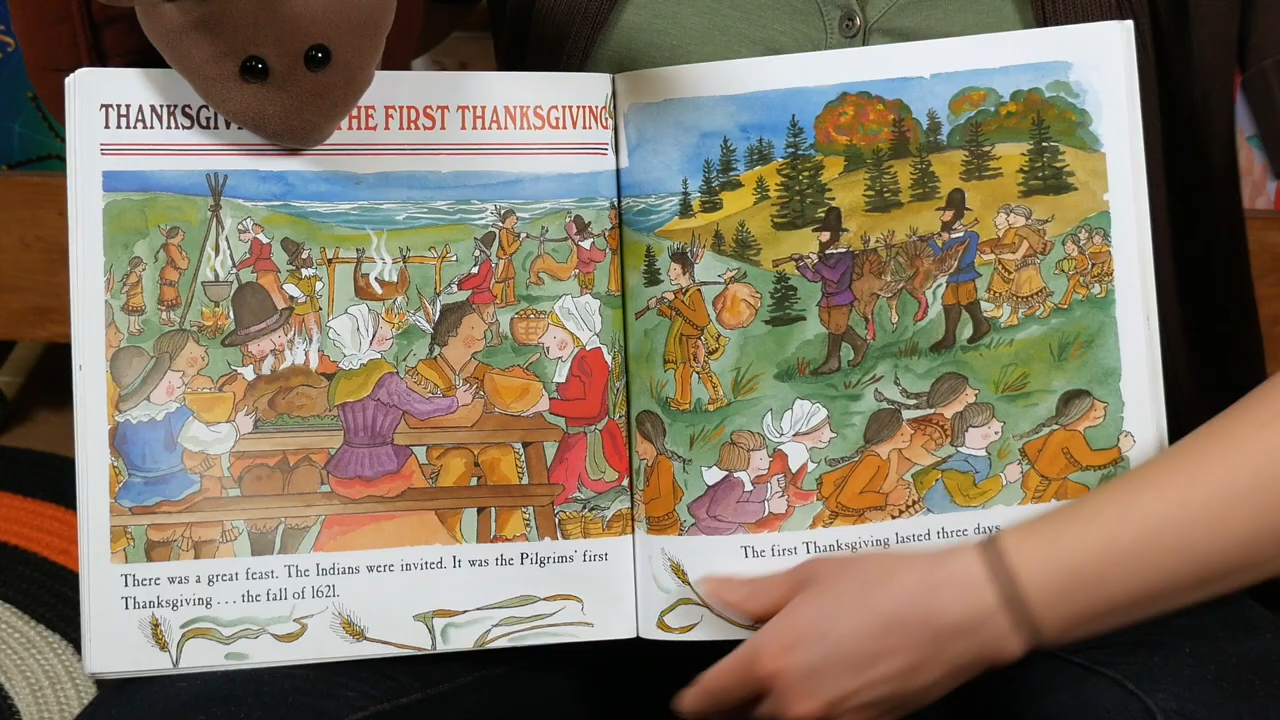 THANKSGIV THE FIRST THANKSGIVING
There was a great feast. The Indians were invited. It was the Pilgrims' first
Thanksgiving . . . the fall of 1621.
The first Thanksgiving lasted three days